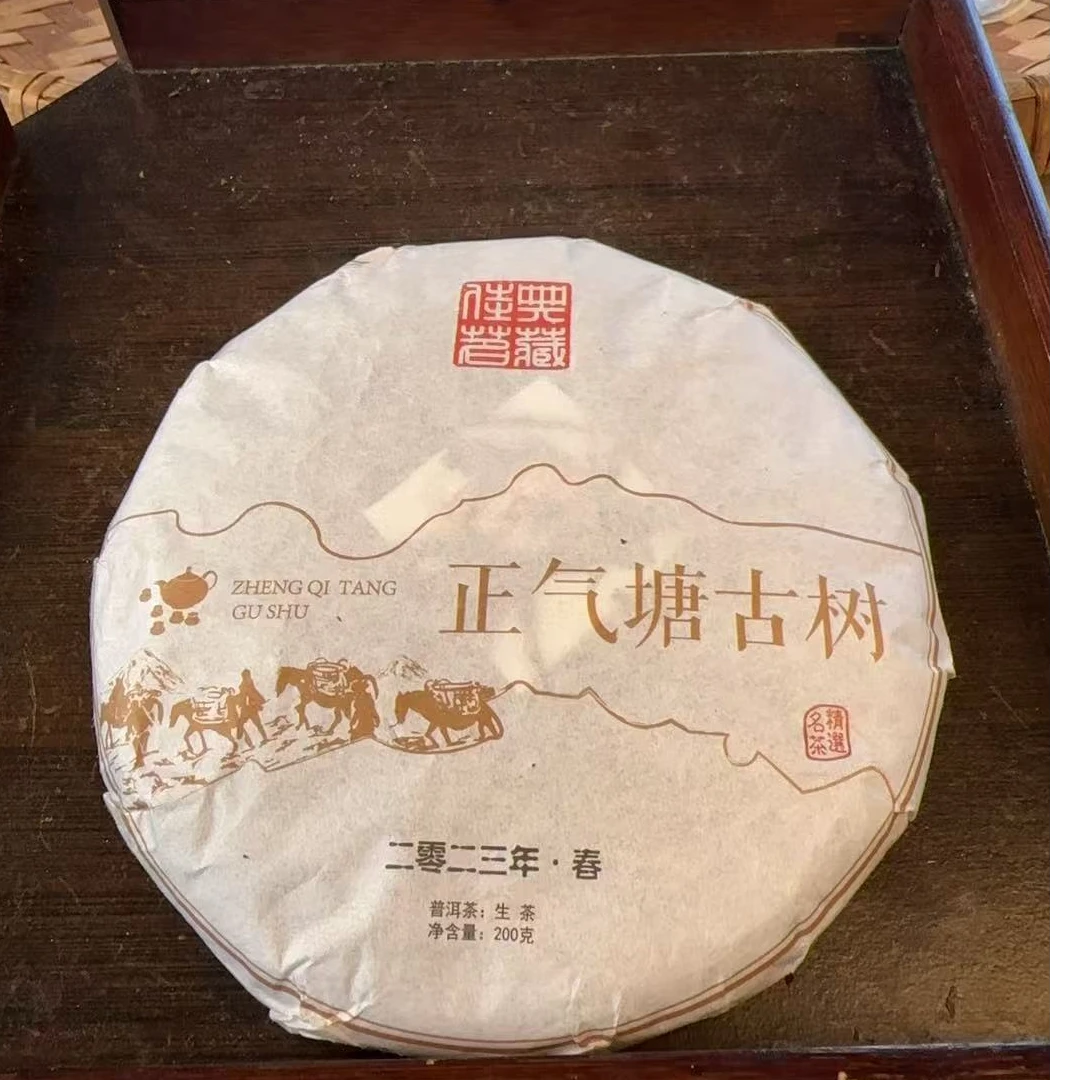 典藏
佳茗
ZHENG QI TANG
GU SHU
正气塘古树
精選
名茶
二零二三年·春
普洱茶：生 茶
净含量：200克